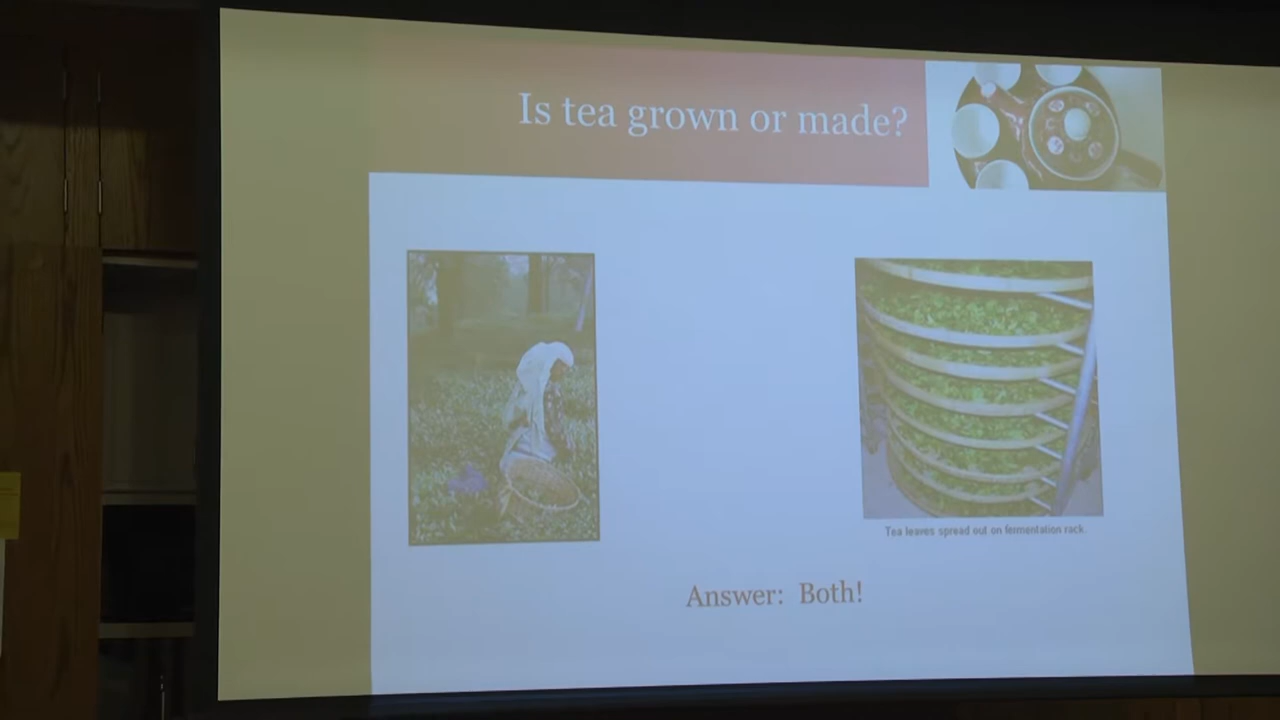 Is tea grown or made?
Tea leaves spread out on fermentation rack.
Answer: Both!